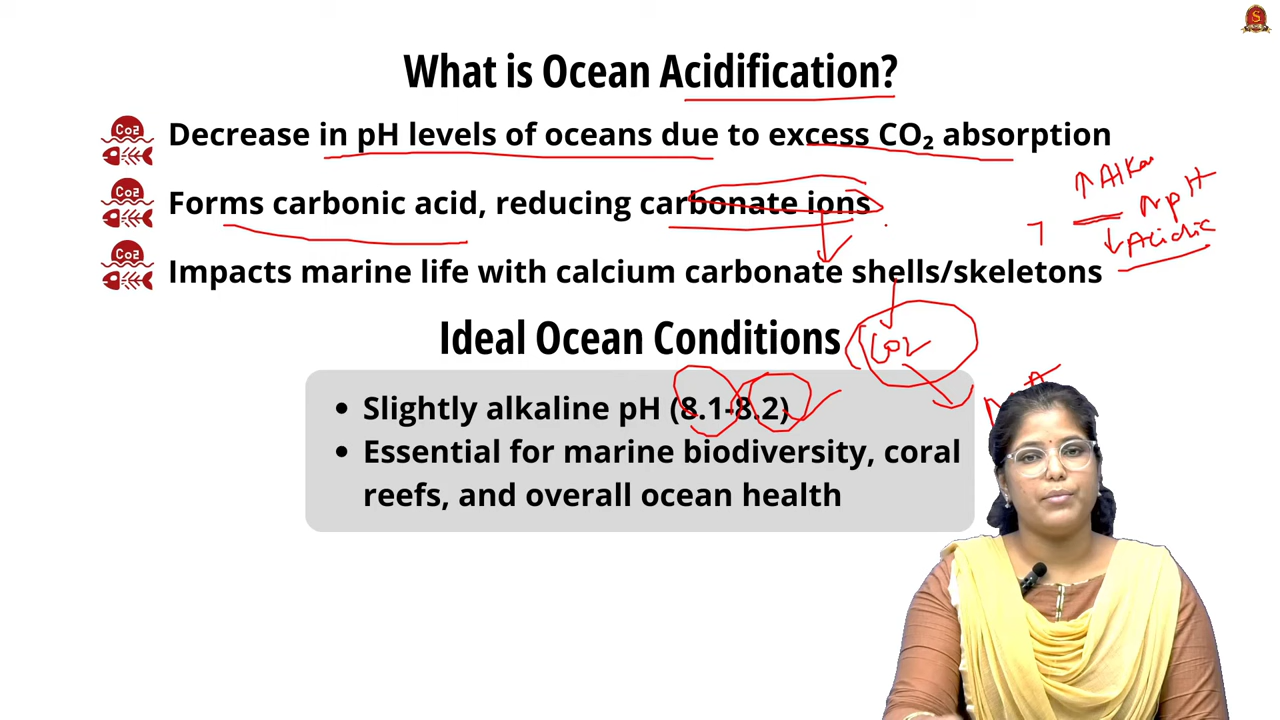 What is Ocean Acidification?
Co2
Decrease in pH levels of oceans due to excess CO₂ absorption
Co2
Forms carbonic acid, reducing carbonate ions
Co2
Impacts marine life with calcium carbonate shells/skeletons
↑ Alka
pH
7
↓ Acidic
Ideal Ocean Conditions
CO2
• Slightly alkaline pH (8.1-8.2)
• Essential for marine biodiversity, coral
reefs, and overall ocean health
S